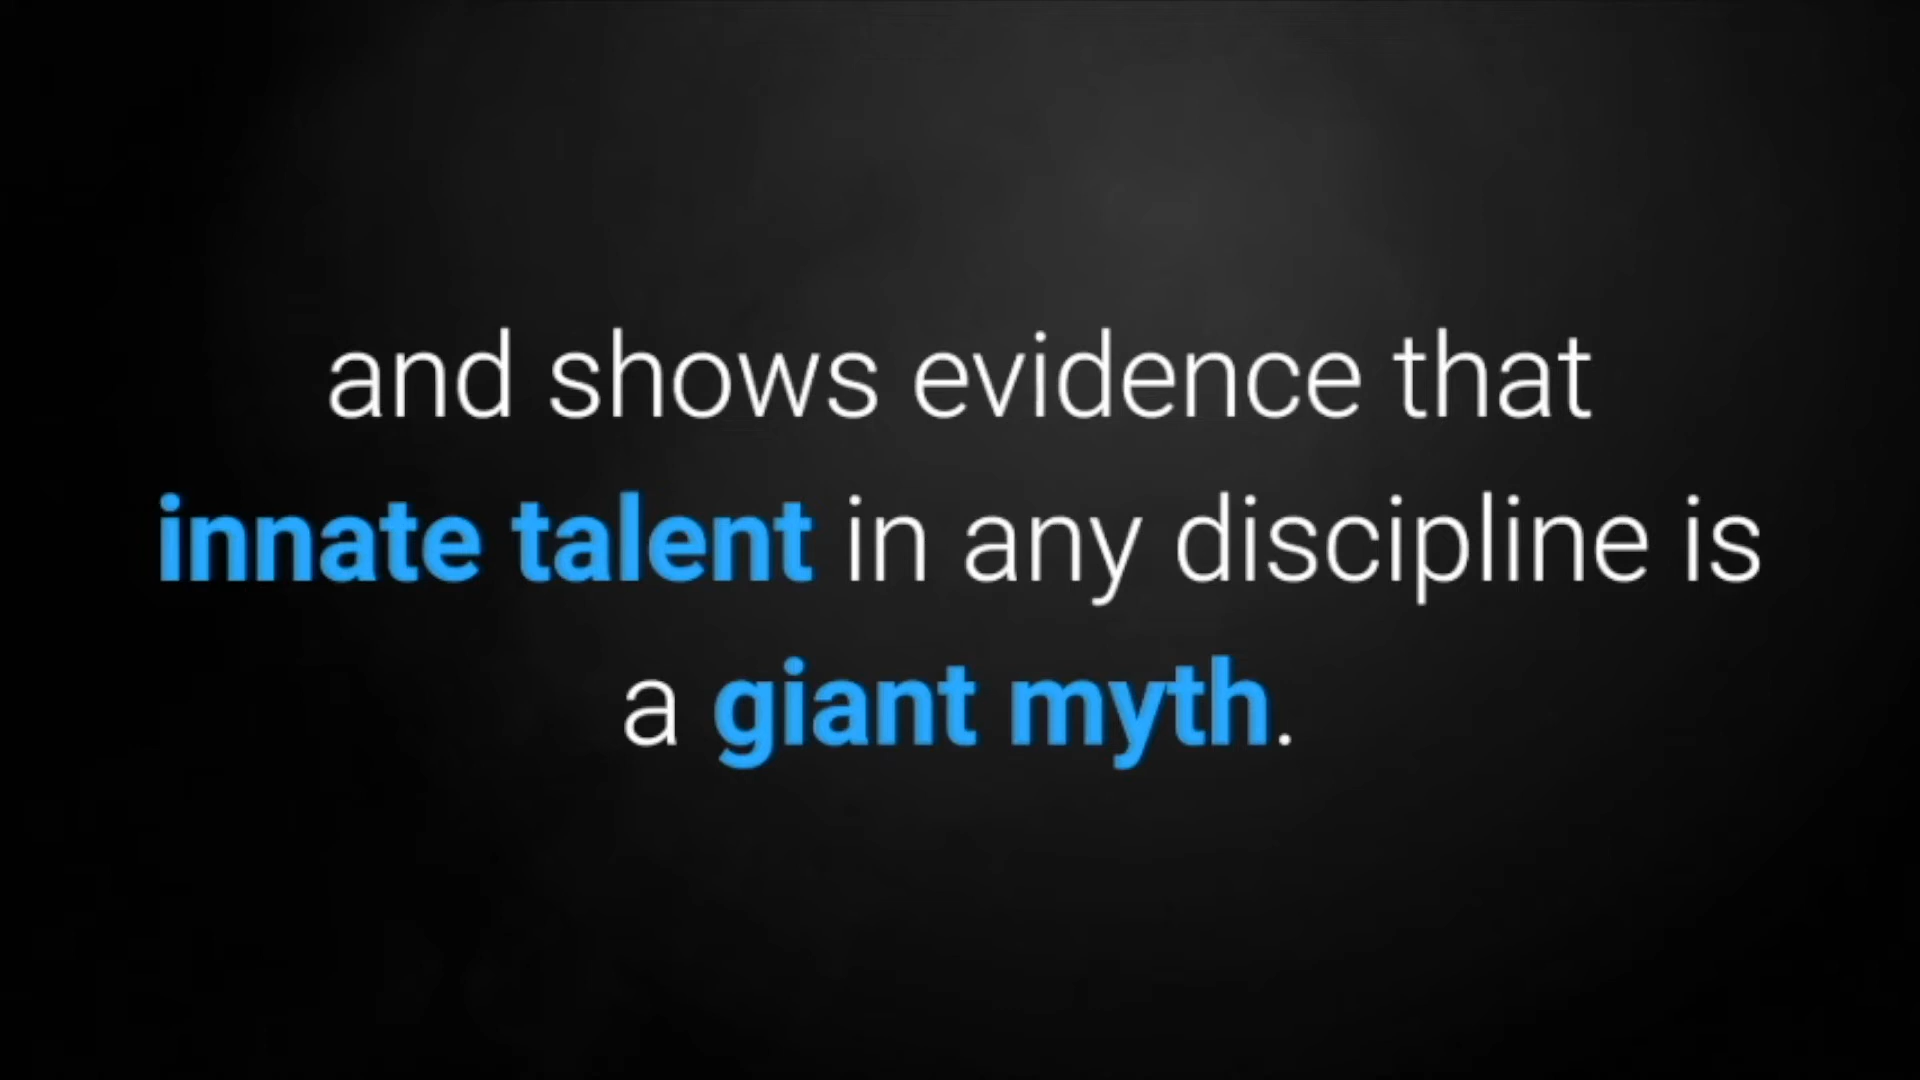 and shows evidence that
innate talent in any discipline is
a giant myth.